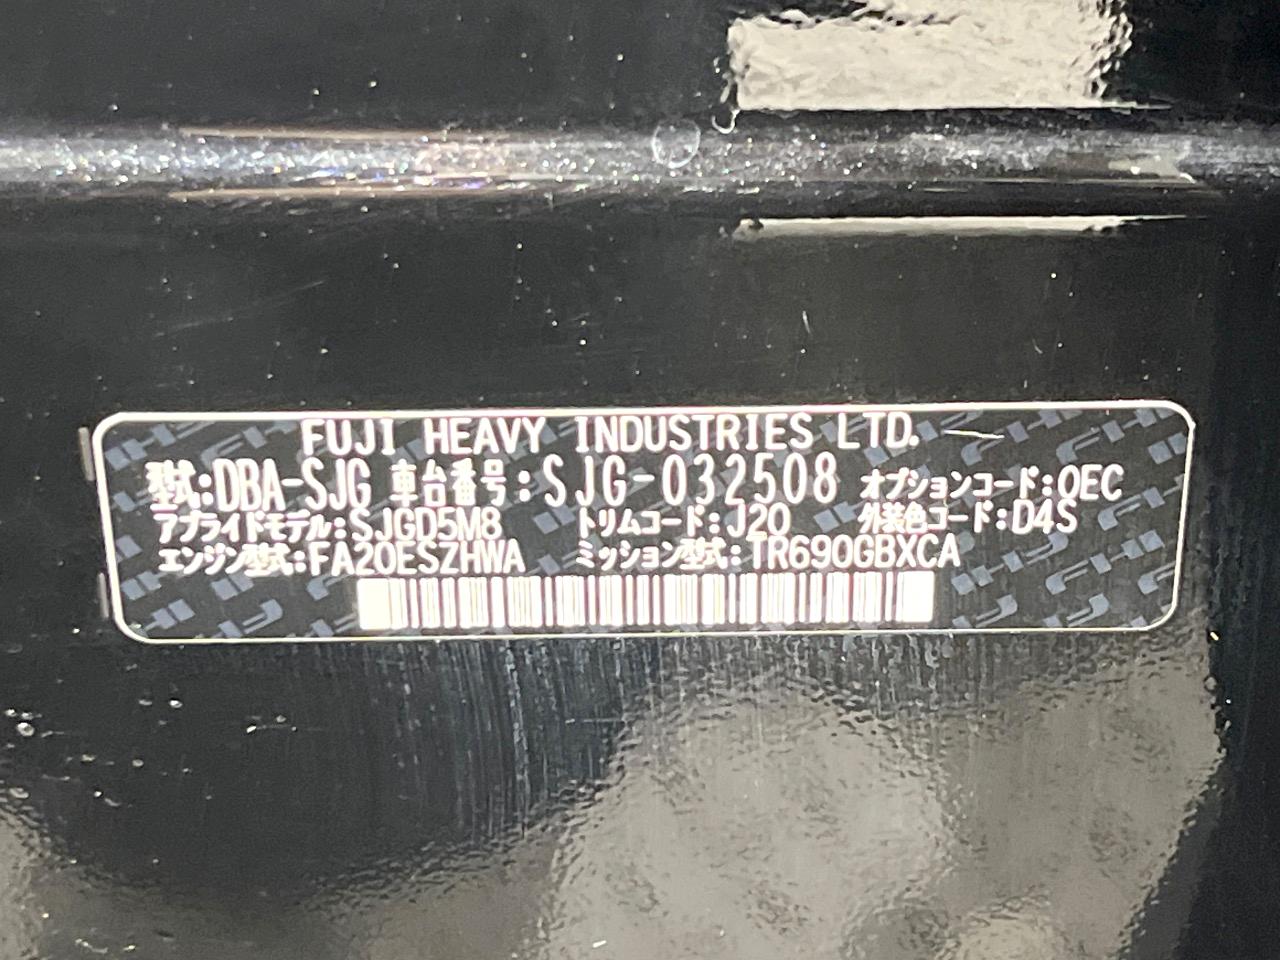 FUJI HEAVY INDUSTRIES LTD.
型式:DBA-SJG 車台番号:SJG-032508 オプションコード:OEC
アプライドモデル:SJGD5M8 トリムコード:J20 外装色コード:D4S
エンジン型式:FA20ESZHWA ミッション型式:TR690GBXCA